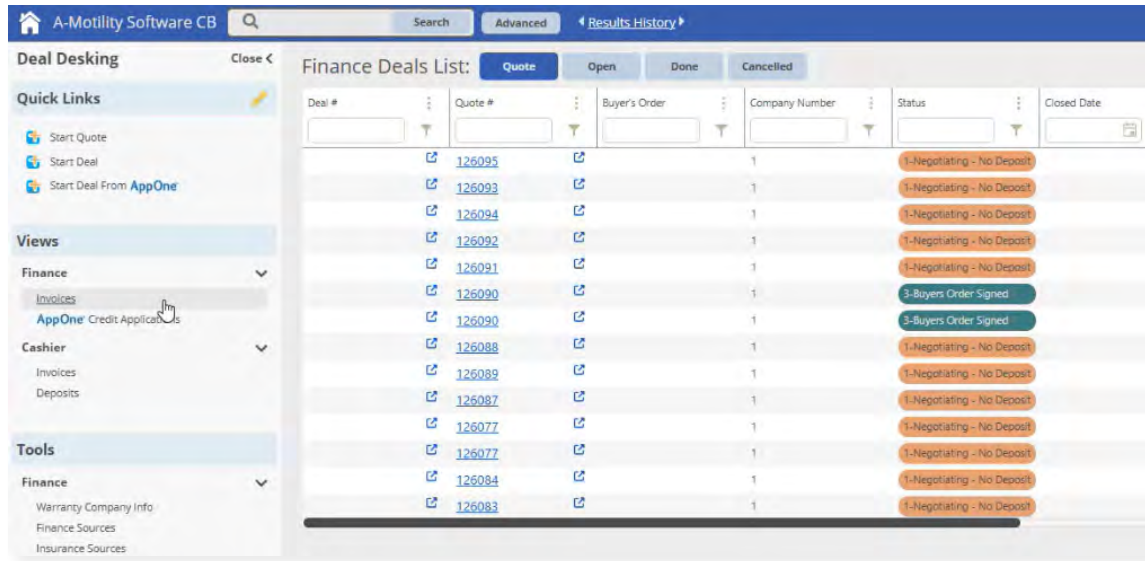 A-Motility Software CB Search Advanced Results History
Deal Desking Close <
Finance Deals List: Quote Open Done Cancelled
Quick Links
Deal # Quote # Buyer's Order Company Number Status Closed Date
Start Quote
Start Deal
Start Deal From AppOne
Views
Finance
Invoices
AppOne Credit Applications
Cashier
Invoices
Deposits
Tools
Finance
Warranty Company Info
Finance Sources
Insurance Sources
126095 1 1-Negotiating - No Deposit
126093 1 1-Negotiating - No Deposit
126094 1 1-Negotiating - No Deposit
126092 1 1-Negotiating - No Deposit
126091 1 1-Negotiating - No Deposit
126090 1 3-Buyers Order Signed
126090 1 3-Buyers Order Signed
126088 1 1-Negotiating - No Deposit
126089 1 1-Negotiating - No Deposit
126087 1 1-Negotiating - No Deposit
126077 1 1-Negotiating - No Deposit
126077 1 1-Negotiating - No Deposit
126084 1 1-Negotiating - No Deposit
126083 1 1-Negotiating - No Deposit